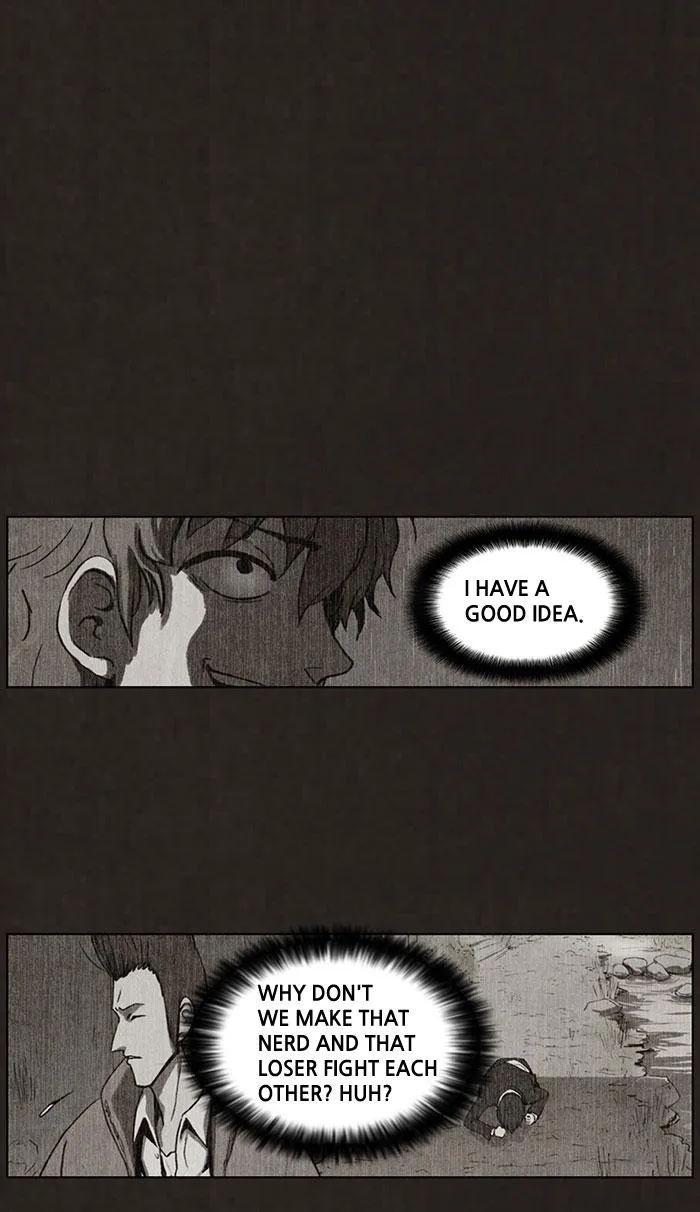 I HAVE A
GOOD IDEA.
WHY DON'T
WE MAKE THAT
NERD AND THAT
LOSER FIGHT EACH
OTHER? HUH?